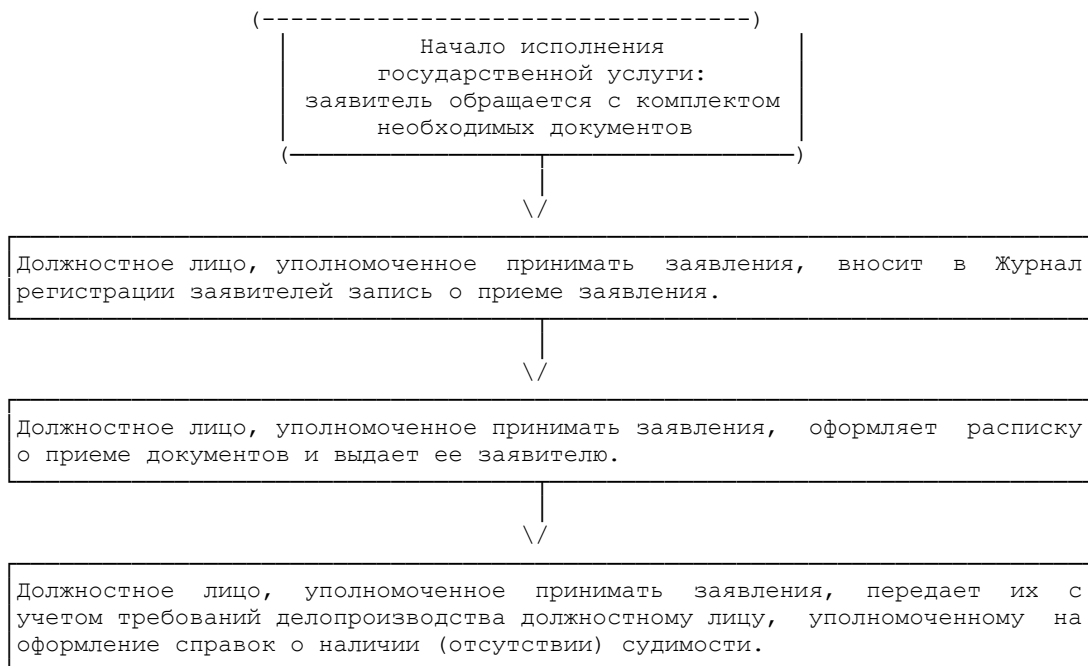 Начало исполнения
государственной услуги:
заявитель обращается с комплектом
необходимых документов
Должностное лицо, уполномоченное принимать заявления, вносит в Журнал
регистрации заявителей запись о приеме заявления.
Должностное лицо, уполномоченное принимать заявления, оформляет расписку
о приеме документов и выдает ее заявителю.
Должностное лицо, уполномоченное принимать заявления, передает их с
учетом требований делопроизводства должностному лицу, уполномоченному на
оформление справок о наличии (отсутствии) судимости.